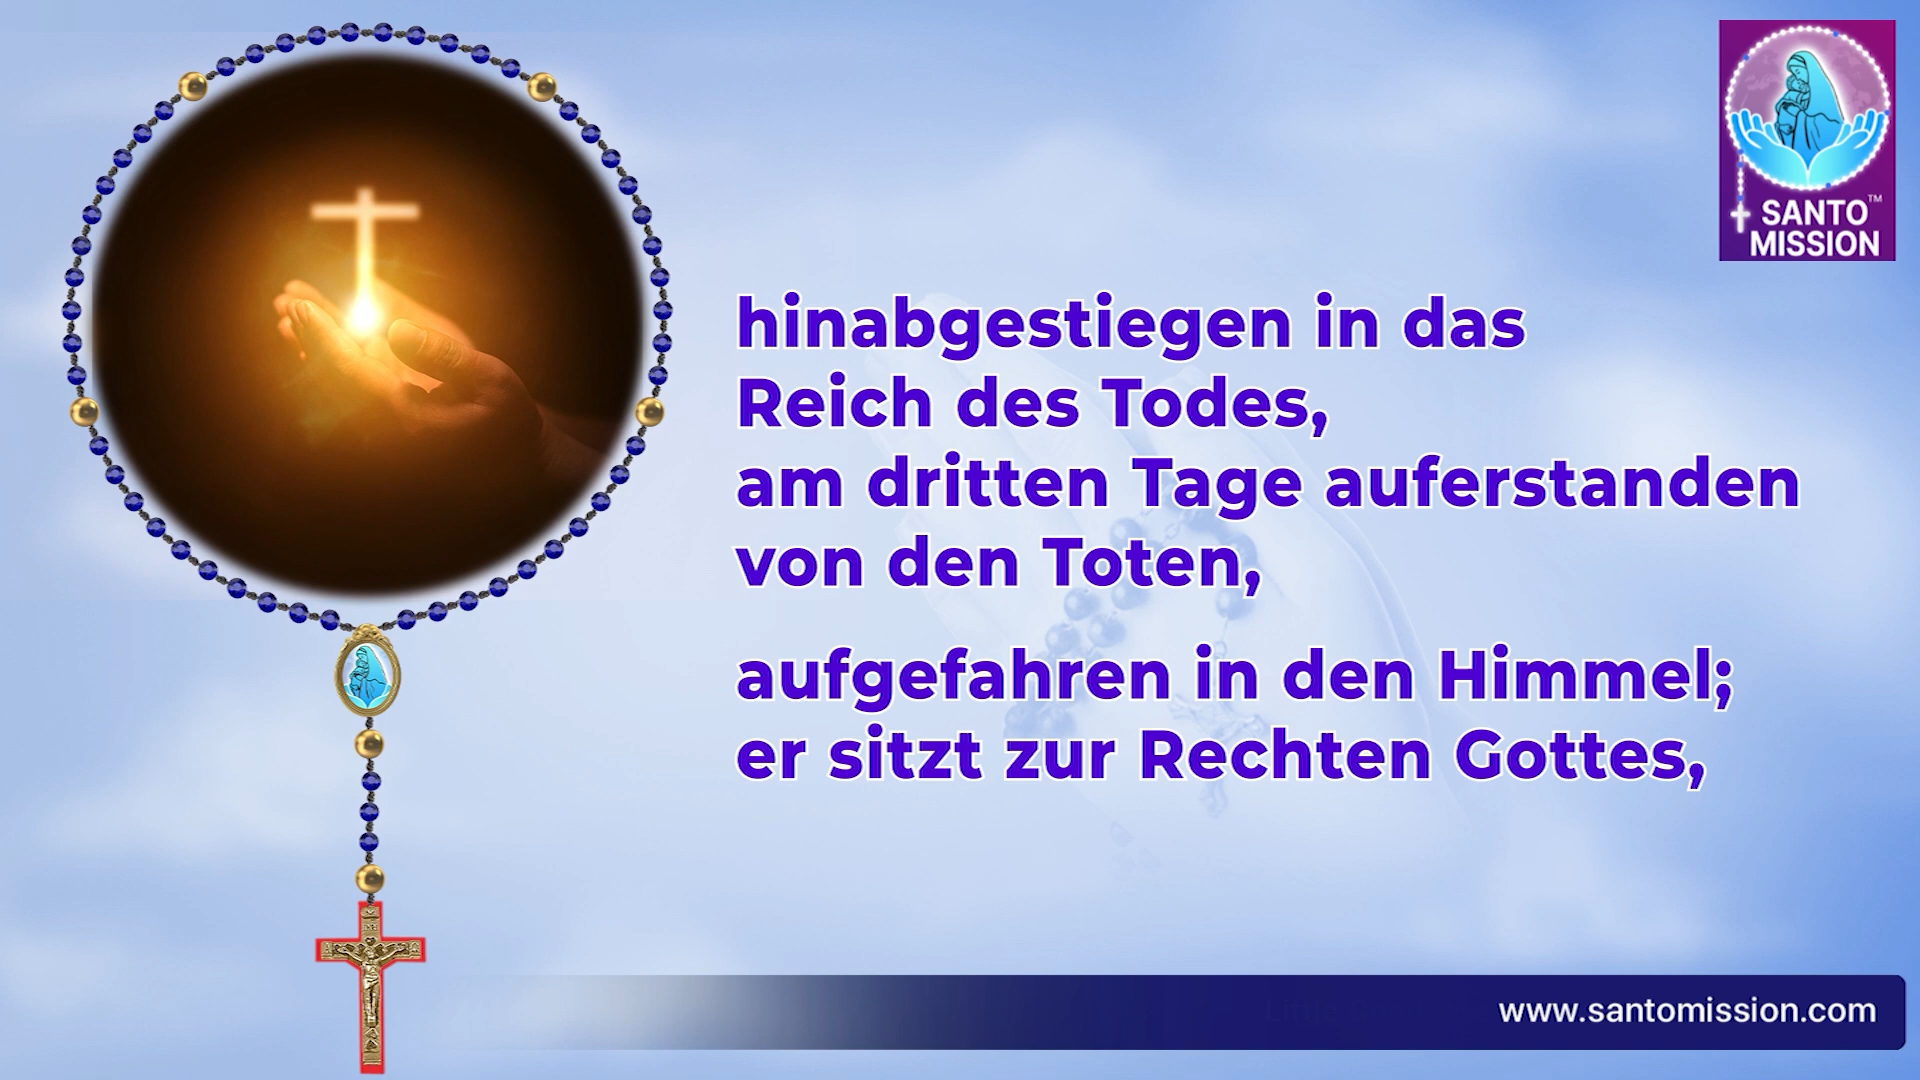 SANTO™
MISSION
hinabgestiegen in das
Reich des Todes,
am dritten Tage auferstanden
von den Toten,
aufgefahren in den Himmel;
er sitzt zur Rechten Gottes,
www.santomission.com